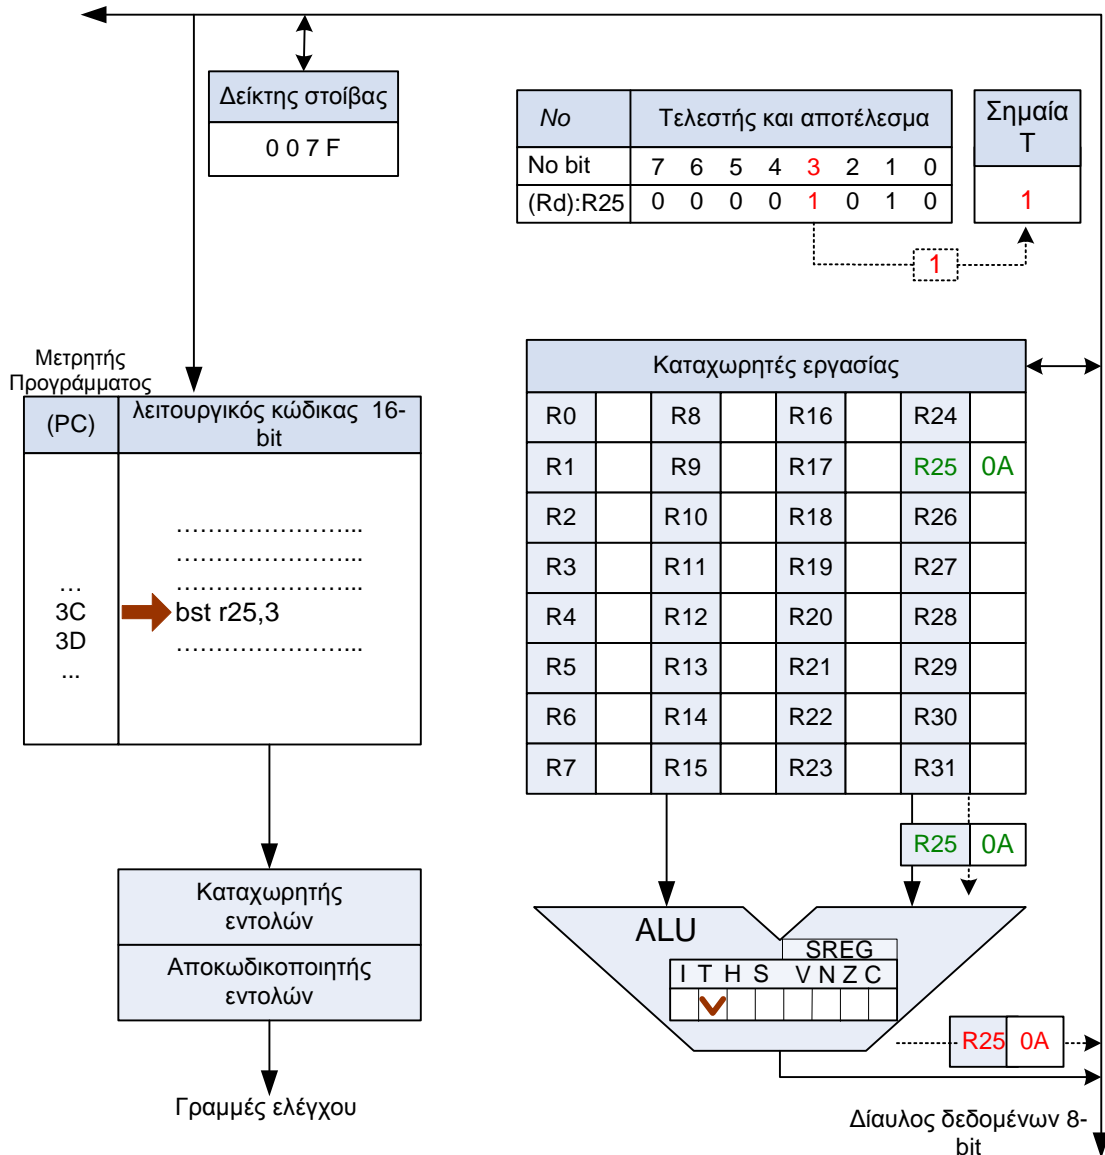 Δείκτης στοίβας
0 0 7 F
No Τελεστής και αποτέλεσμα
No bit 7 6 5 4 3 2 1 0
(Rd):R25 0 0 0 0 1 0 1 0
Σημαία
T
1
1
Μετρητής
Προγράμματος
(PC) λειτουργικός κώδικας 16-
bit
…………………...
…………………...
…………………...
…
3C bst r25,3
3D …………………...
...
Καταχωρητές εργασίας
R0 R8 R16 R24
R1 R9 R17 R25 0A
R2 R10 R18 R26
R3 R11 R19 R27
R4 R12 R20 R28
R5 R13 R21 R29
R6 R14 R22 R30
R7 R15 R23 R31
R25 0A
Καταχωρητής
εντολών
Αποκωδικοποιητής
εντολών
Γραμμές ελέγχου
ALU
SREG
I T H S V N Z C
R25 0A
Δίαυλος δεδομένων 8-
bit